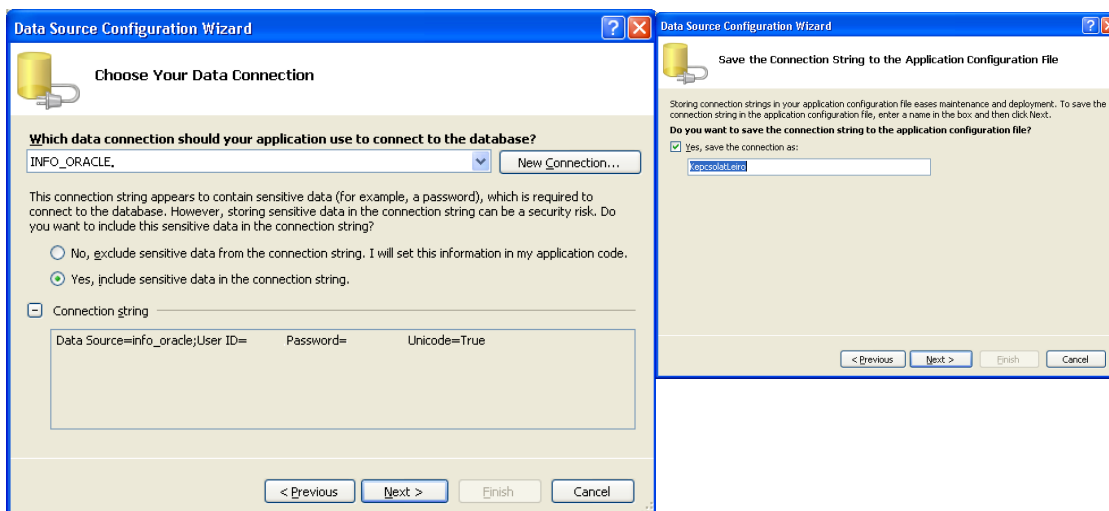 Data Source Configuration Wizard
Choose Your Data Connection
Which data connection should your application use to connect to the database?
INFO_ORACLE.
New Connection...
This connection string appears to contain sensitive data (for example, a password), which is required to
connect to the database. However, storing sensitive data in the connection string can be a security risk. Do
you want to include this sensitive data in the connection string?
No, exclude sensitive data from the connection string. I will set this information in my application code.
Yes, include sensitive data in the connection string.
Connection string
Data Source=info_oracle;User ID= Password= Unicode=True
< Previous
Next >
Finish
Cancel
Data Source Configuration Wizard
Save the Connection String to the Application Configuration File
Storing connection strings in your application configuration file eases maintenance and deployment. To save the
connection string in the application configuration file, enter a name in the box and then click Next.
Do you want to save the connection string to the application configuration file?
Yes, save the connection as:
KepcsolatLeiro
< Previous
Next >
Finish
Cancel